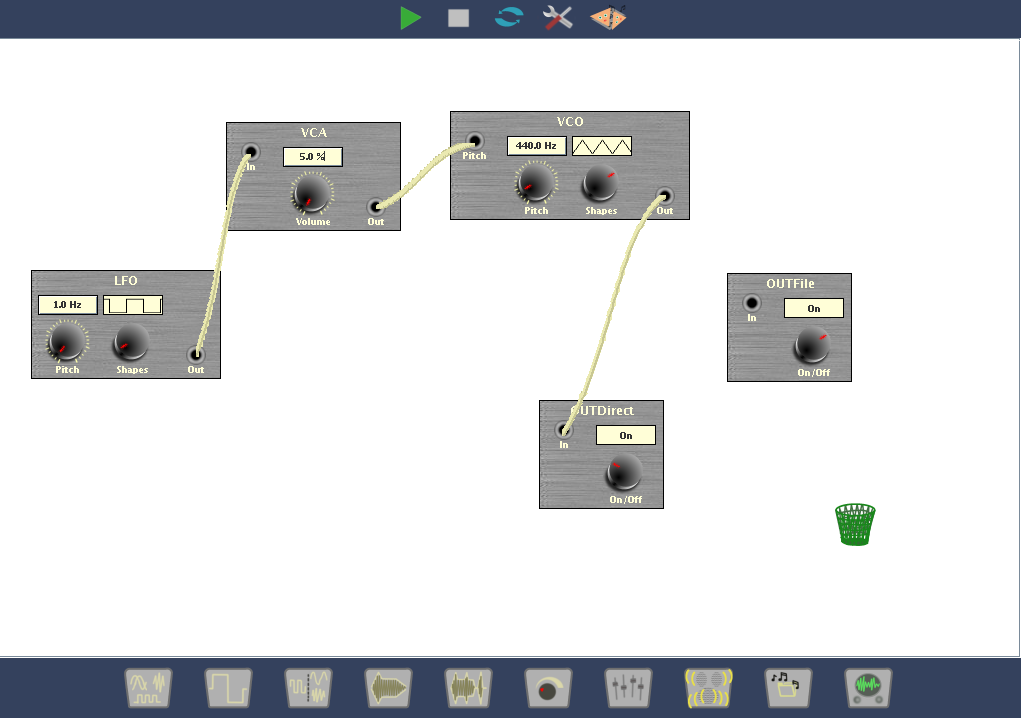 VCA
In
5.0 %
Volume
Out
VCO
Pitch
440.0 Hz
Pitch
Shapes
Out
LFO
1.0 Hz
Pitch
Shapes
Out
OUTFile
In
On
On/Off
OUTDirect
In
On
On/Off